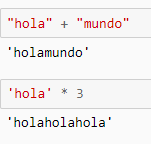 "hola" + "mundo"
'holamundo'
'hola' * 3
'holaholahola'